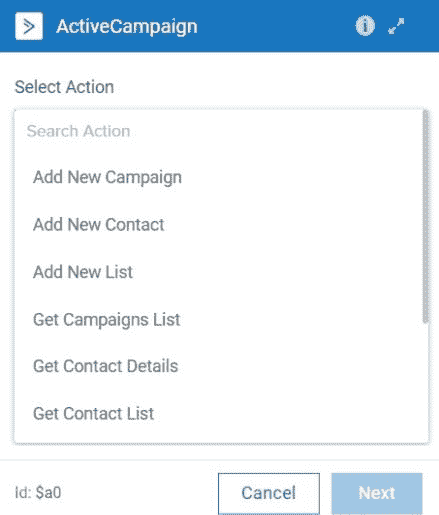 ActiveCampaign
Select Action
Search Action
Add New Campaign
Add New Contact
Add New List
Get Campaigns List
Get Contact Details
Get Contact List
Id: $a0
Cancel
Next